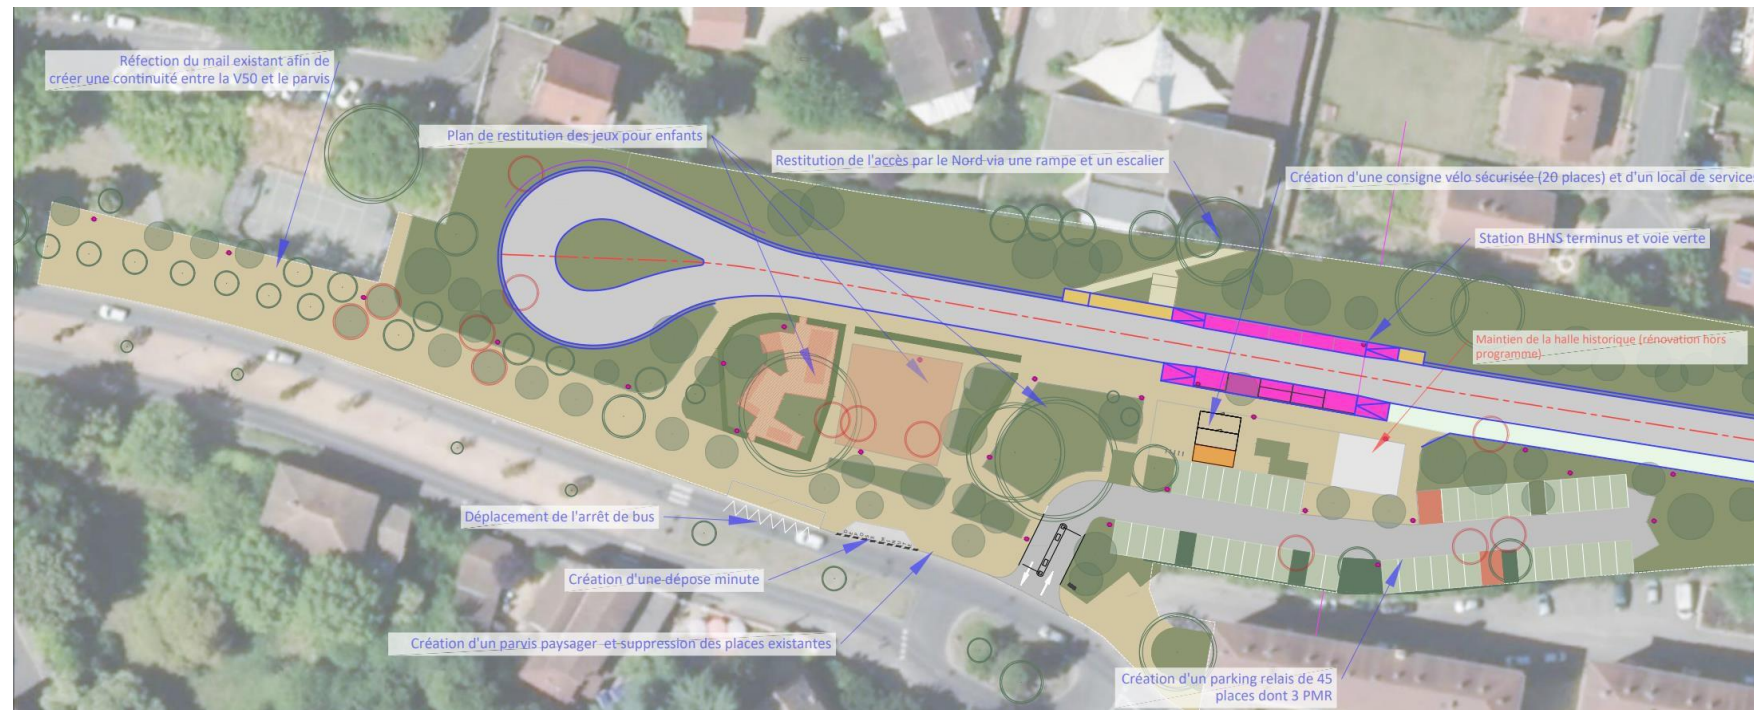 Réfection du mail existant afin de
créer une continuité entre la V50 et le parvis
Plan de restitution des jeux pour enfants
Restitution de l'accès par le Nord via une rampe et un escalier
Création d'une consigne vélo sécurisée (20 places) et d'un local de services
Station BHNS terminus et voie verte
Maintien de la halle historique (rénovation hors
programme)
Déplacement de l'arrêt de bus
Création d'une dépose minute
Création d'un parvis paysager et suppression des places existantes
Création d'un parking relais de 45
places dont 3 PMR